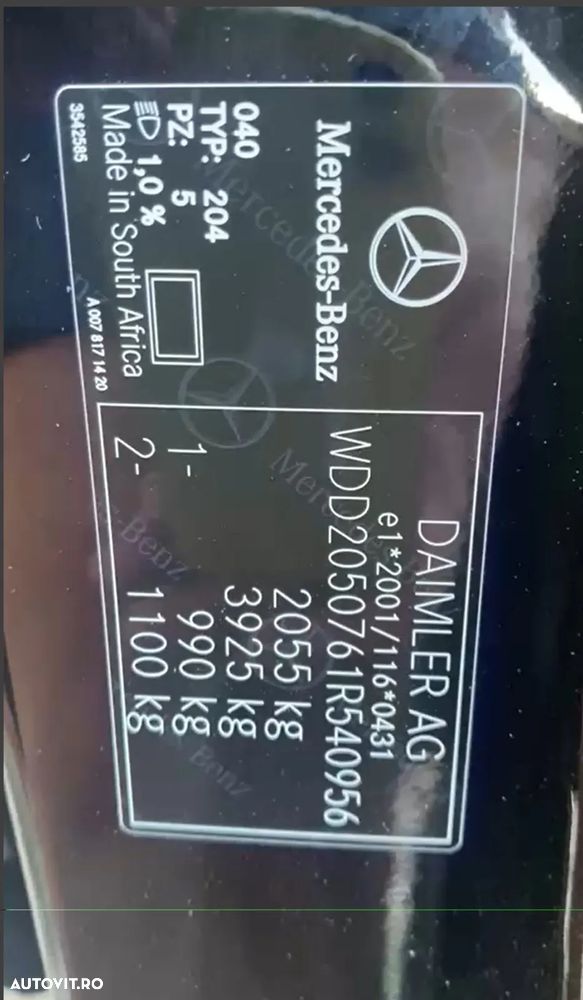 Mercedes-Benz
040
TYP: 204
PZ: 5
1,0 %
Made in South Africa
3542585
A 007 817 14 20
DAIMLER AG
e1*2001/116*0431
WDD2050761R540956
2055 kg
3925 kg
1- 990 kg
2- 1100 kg
AUTOVIT.RO